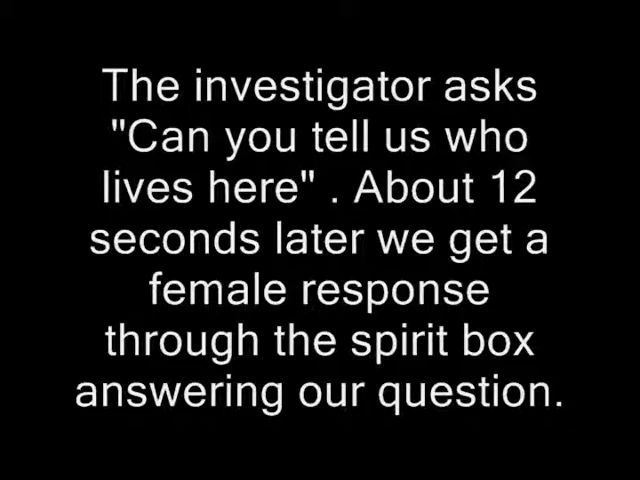 The investigator asks
"Can you tell us who
lives here" . About 12
seconds later we get a
female response
through the spirit box
answering our question.